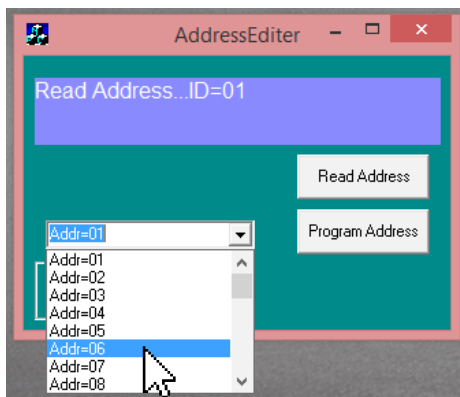 AddressEditer
Read Address...ID=01
Read Address
Program Address
Addr=01
Addr=01
Addr=02
Addr=03
Addr=04
Addr=05
Addr=06
Addr=07
Addr=08